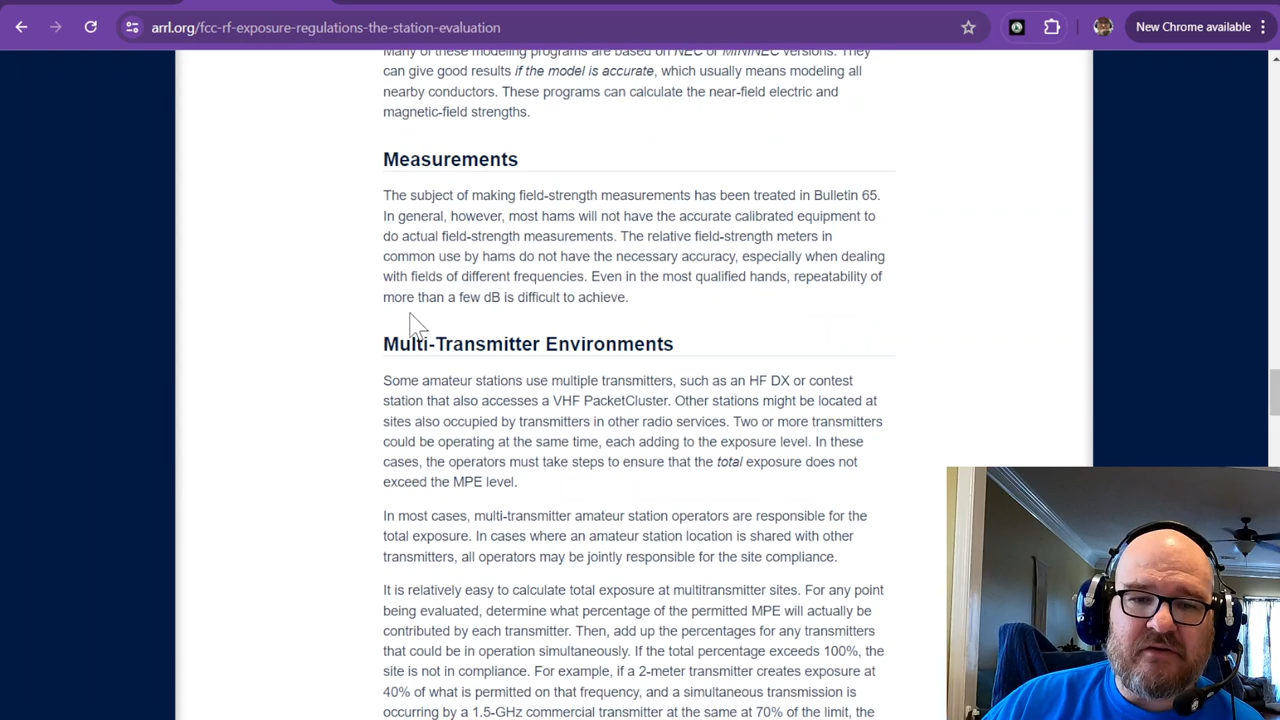 arrl.org/fcc-rf-exposure-regulations-the-station-evaluation
New Chrome available
Many of these modeling programs are based on NEC or MININEC versions. They
can give good results if the model is accurate, which usually means modeling all
nearby conductors. These programs can calculate the near-field electric and
magnetic-field strengths.
Measurements
The subject of making field-strength measurements has been treated in Bulletin 65.
In general, however, most hams will not have the accurate calibrated equipment to
do actual field-strength measurements. The relative field-strength meters in
common use by hams do not have the necessary accuracy, especially when dealing
with fields of different frequencies. Even in the most qualified hands, repeatability of
more than a few dB is difficult to achieve.
Multi-Transmitter Environments
Some amateur stations use multiple transmitters, such as an HF DX or contest
station that also accesses a VHF PacketCluster. Other stations might be located at
sites also occupied by transmitters in other radio services. Two or more transmitters
could be operating at the same time, each adding to the exposure level. In these
cases, the operators must take steps to ensure that the total exposure does not
exceed the MPE level.
In most cases, multi-transmitter amateur station operators are responsible for the
total exposure. In cases where an amateur station location is shared with other
transmitters, all operators may be jointly responsible for the site compliance.
It is relatively easy to calculate total exposure at multitransmitter sites. For any point
being evaluated, determine what percentage of the permitted MPE will actually be
contributed by each transmitter. Then, add up the percentages for any transmitters
that could be in operation simultaneously. If the total percentage exceeds 100%, the
site is not in compliance. For example, if a 2-meter transmitter creates exposure at
40% of what is permitted on that frequency, and a simultaneous transmission is
occurring by a 1.5-GHz commercial transmitter at the same at 70% of the limit, the